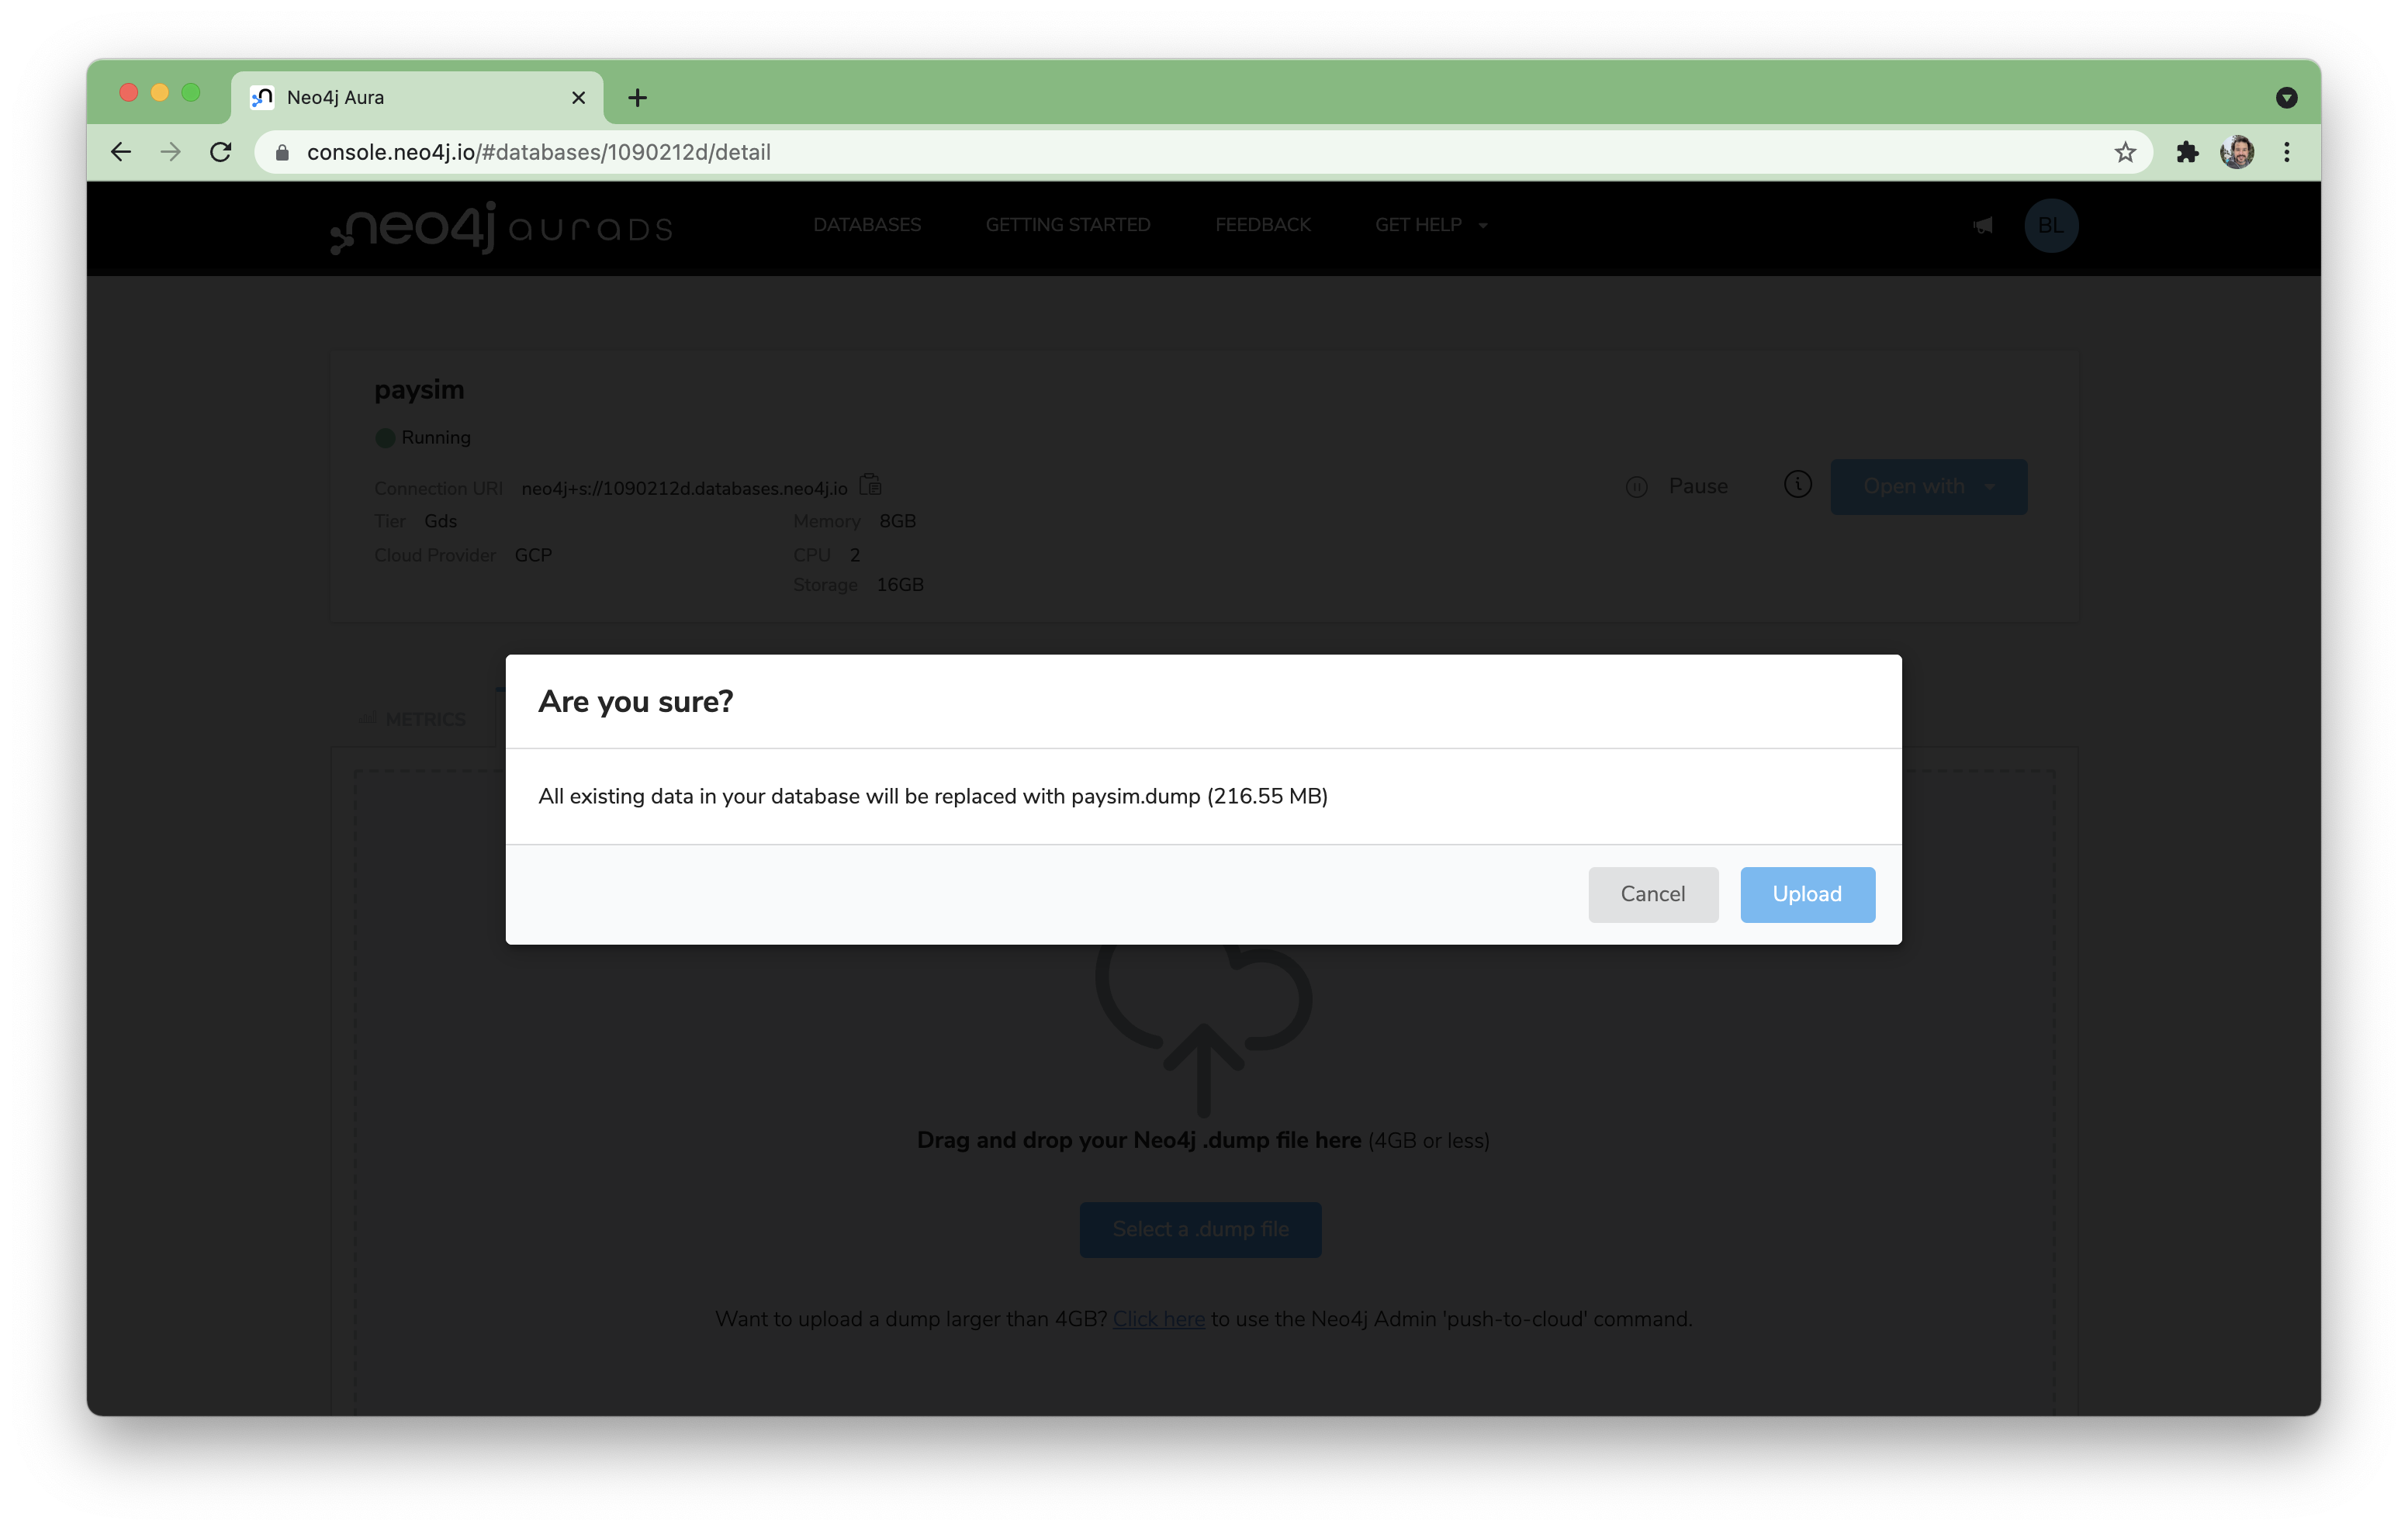 Neo4j Aura
console.neo4j.io/#databases/1090212d/detail
neo4j auraDS DATABASES GETTING STARTED FEEDBACK GET HELP BL
paysim
Running
Connection URI neo4j+s://1090212d.databases.neo4j.io
Pause Open with
Tier Gds Memory 8GB
Cloud Provider GCP CPU 2
Storage 16GB
METRICS
Are you sure?
All existing data in your database will be replaced with paysim.dump (216.55 MB)
Cancel Upload
Drag and drop your Neo4j .dump file here (4GB or less)
Select a .dump file
Want to upload a dump larger than 4GB? Click here to use the Neo4j Admin 'push-to-cloud' command.